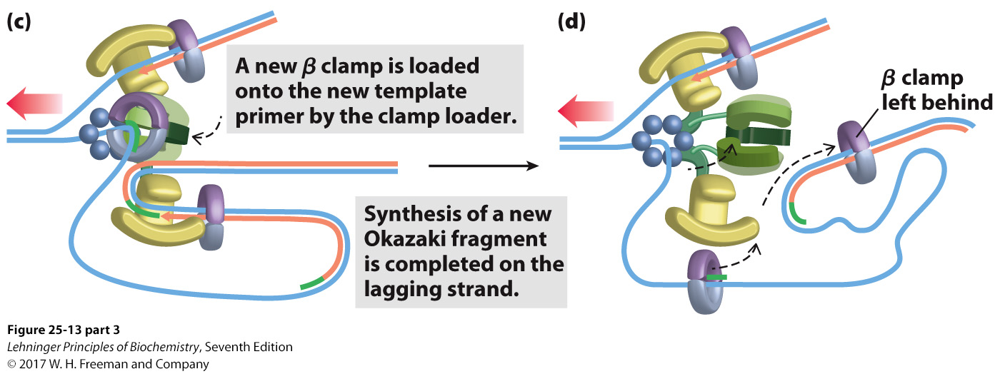 (c)
A new β clamp is loaded
onto the new template
primer by the clamp loader.
Synthesis of a new
Okazaki fragment
is completed on the
lagging strand.
(d)
β clamp
left behind
Figure 25-13 part 3
Lehninger Principles of Biochemistry, Seventh Edition
© 2017 W. H. Freeman and Company